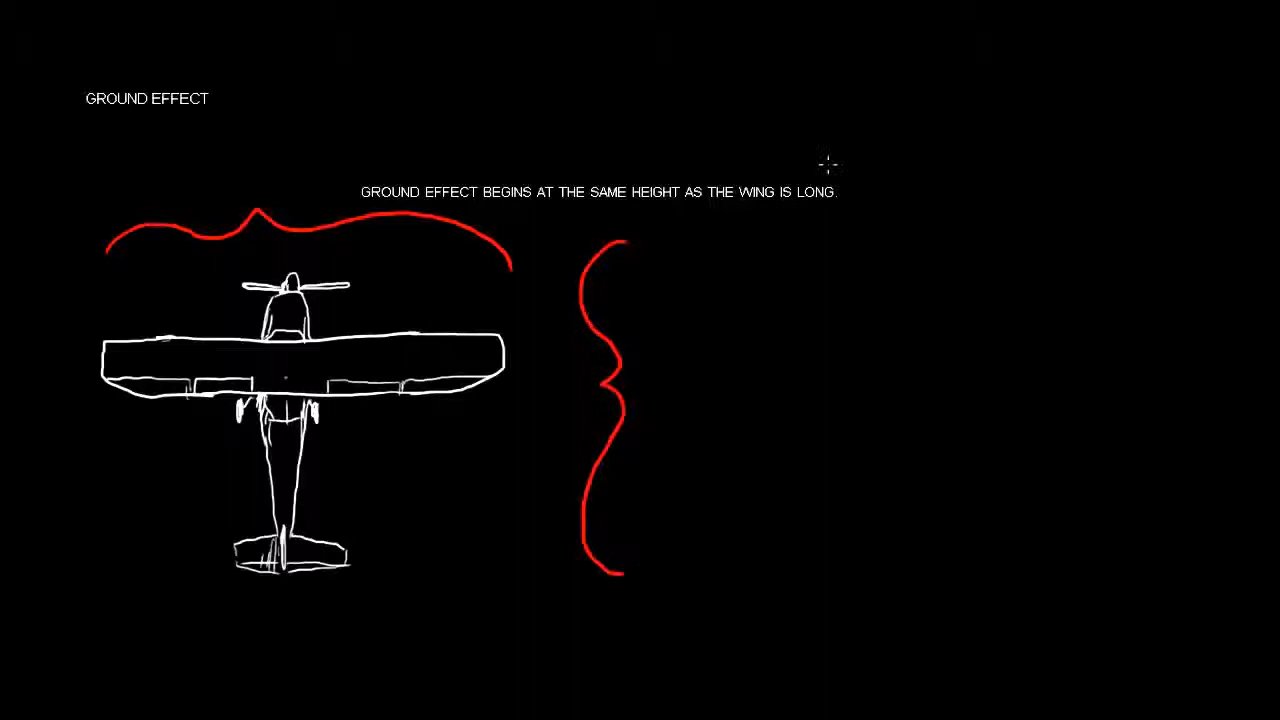 GROUND EFFECT
GROUND EFFECT BEGINS AT THE SAME HEIGHT AS THE WING IS LONG.